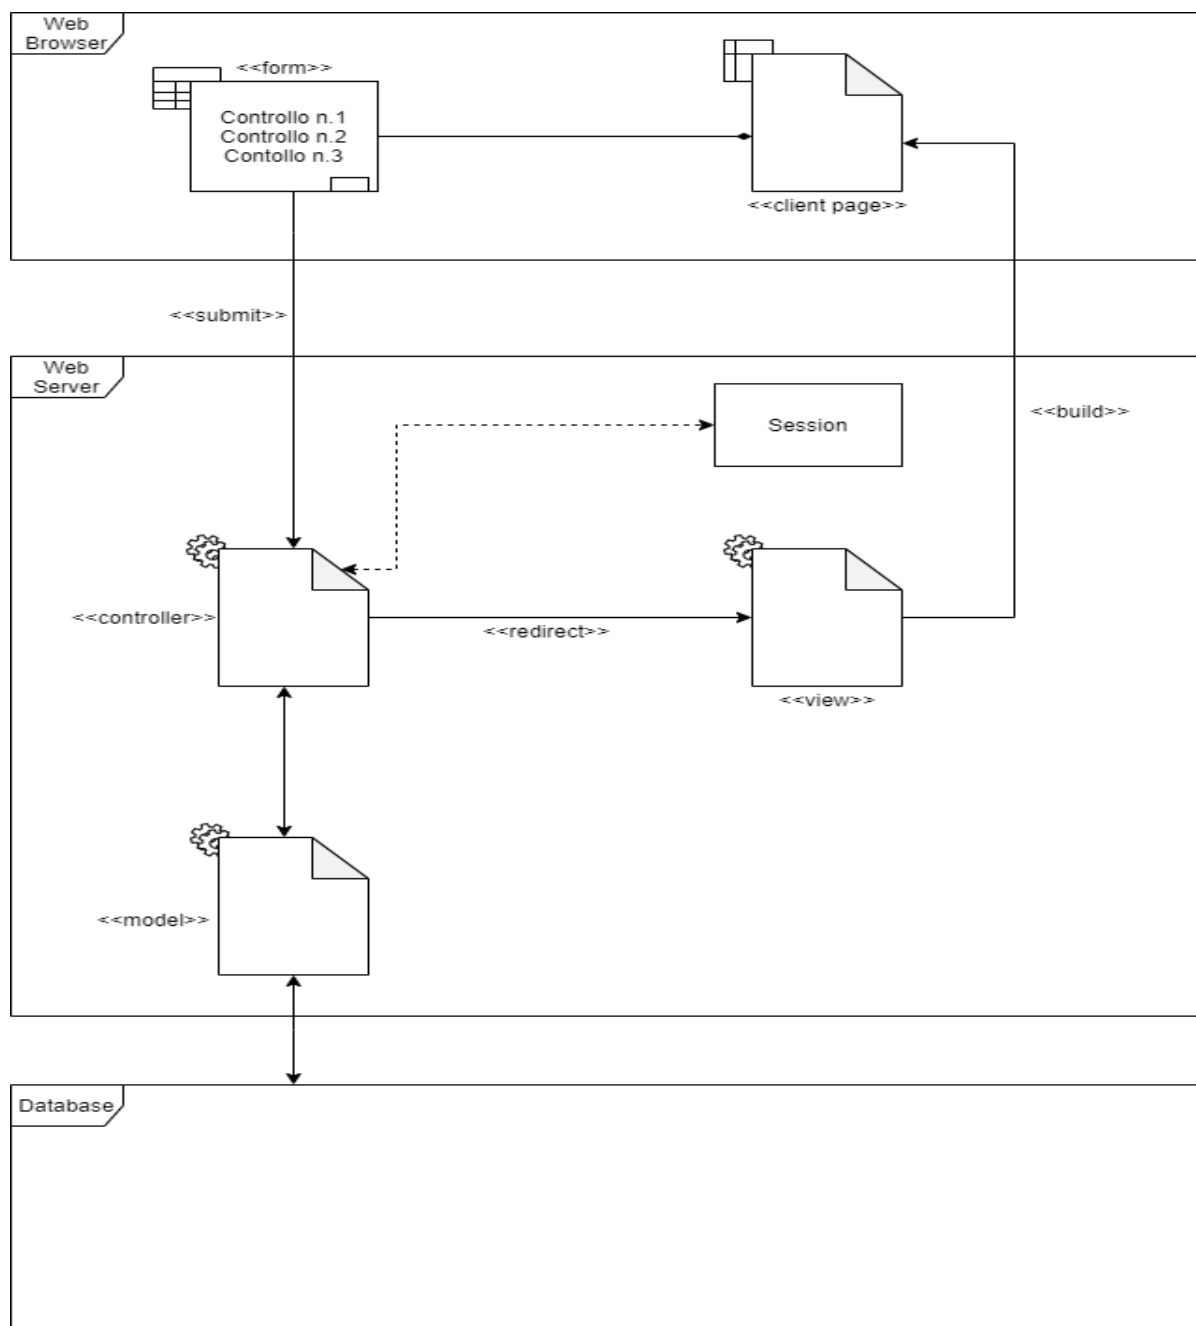 Web
Browser
<<form>>
Controllo n.1
Controllo n.2
Contollo n.3
<<client page>>
<<submit>>
Web
Server
Session
<<build>>
<<controller>>
<<redirect>>
<<view>>
<<model>>
Database